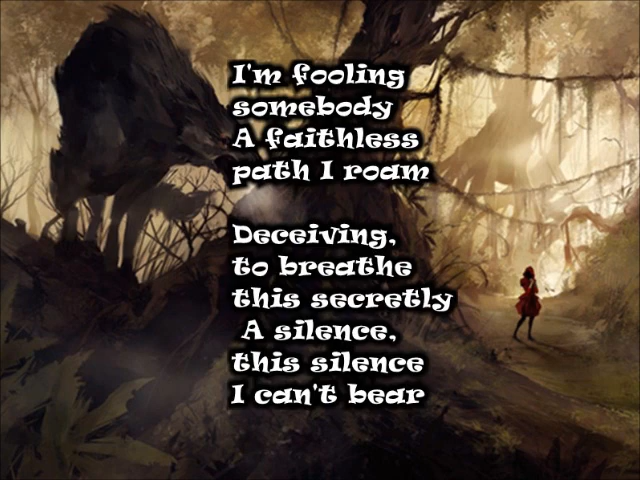 I'm fooling
somebody
A faithless
path I roam
Deceiving,
to breathe
this secretly
A silence,
this silence
I can't bear